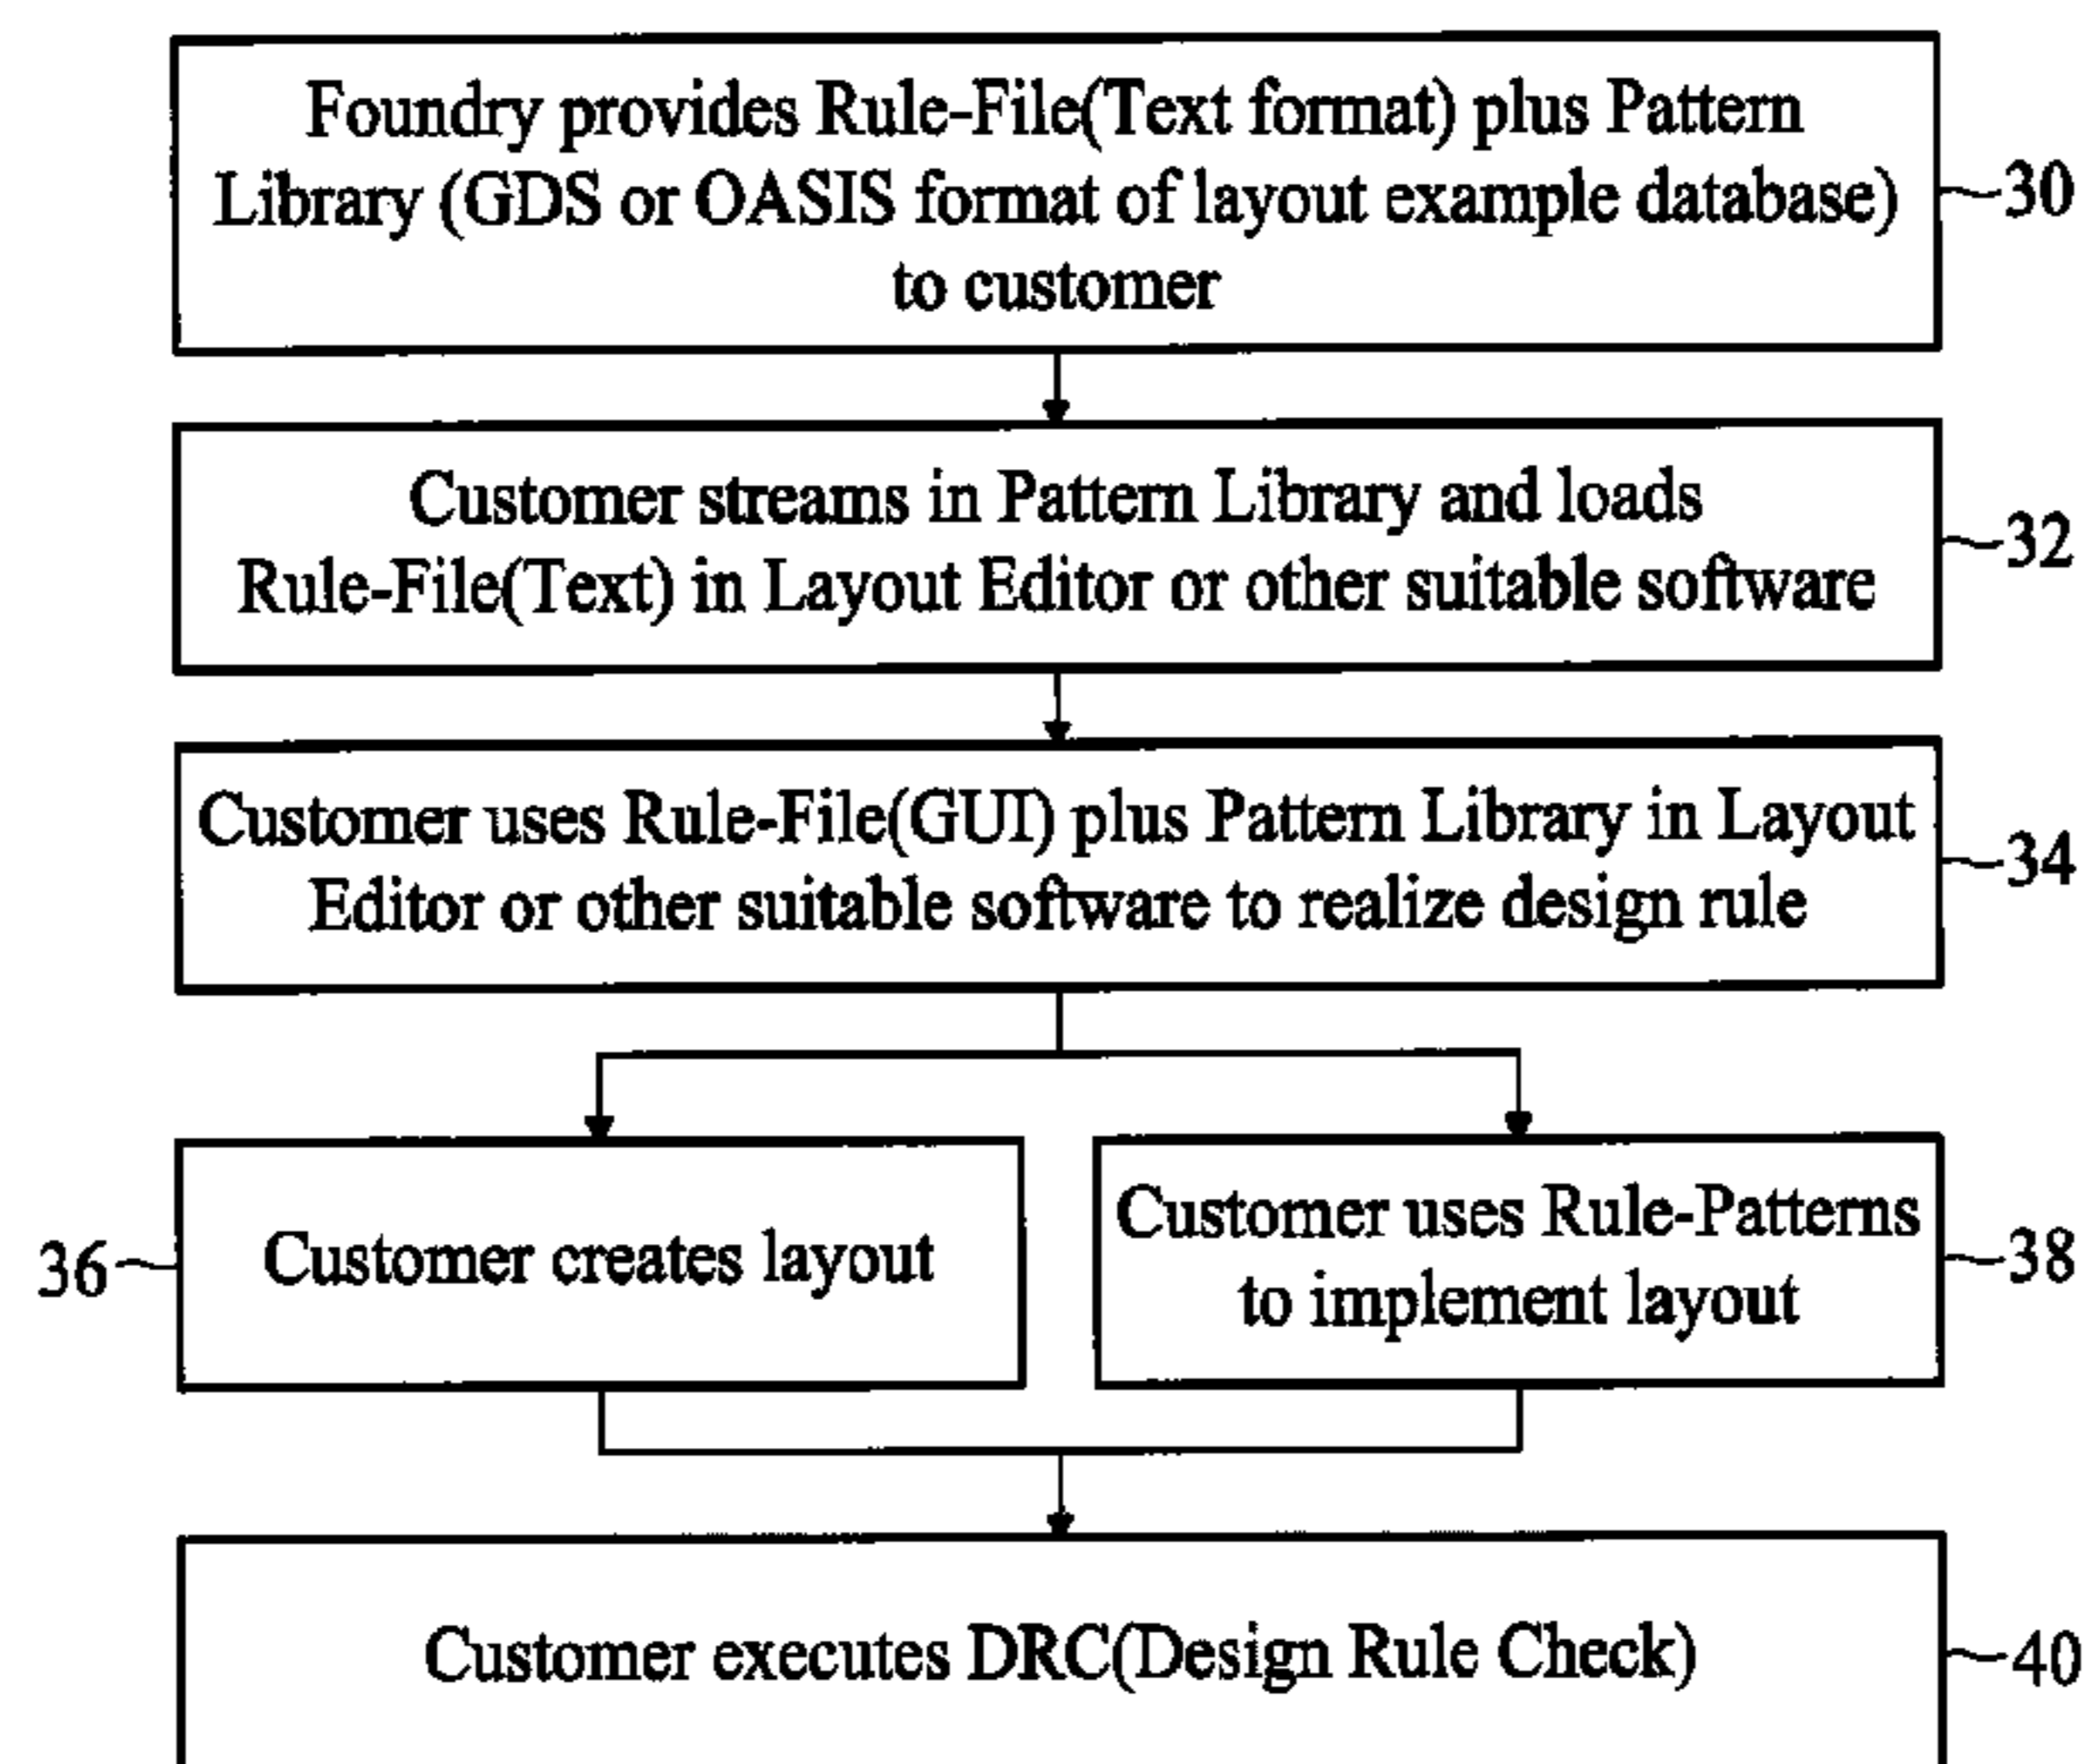 Foundry provides Rule-File(Text format) plus Pattern
Library (GDS or OASIS format of layout example database)
to customer
30
Customer streams in Pattern Library and loads
Rule-File(Text) in Layout Editor or other suitable software
32
Customer uses Rule-File(GUI) plus Pattern Library in Layout
Editor or other suitable software to realize design rule
34
36
Customer creates layout
Customer uses Rule-Patterns
to implement layout
38
Customer executes DRC(Design Rule Check)
40